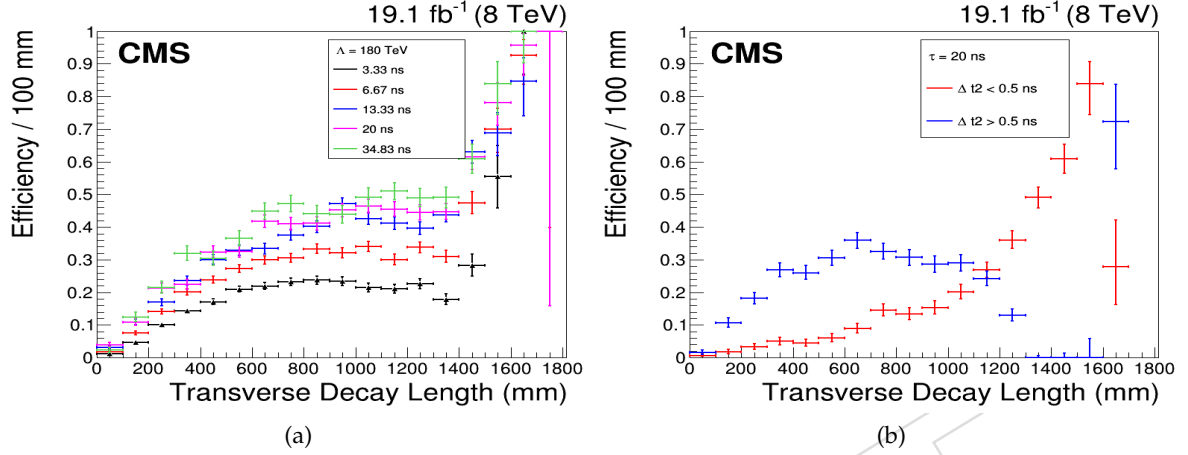 19.1 fb⁻¹ (8 TeV)
CMS
Λ = 180 TeV
3.33 ns
6.67 ns
13.33 ns
20 ns
34.83 ns
Efficiency / 100 mm
1
0.9
0.8
0.7
0.6
0.5
0.4
0.3
0.2
0.1
0
0 200 400 600 800 1000 1200 1400 1600 1800
Transverse Decay Length (mm)
(a)
19.1 fb⁻¹ (8 TeV)
CMS
τ = 20 ns
Δ t2 < 0.5 ns
Δ t2 > 0.5 ns
Efficiency / 100 mm
1
0.9
0.8
0.7
0.6
0.5
0.4
0.3
0.2
0.1
0
0 200 400 600 800 1000 1200 1400 1600 1800
Transverse Decay Length (mm)
(b)